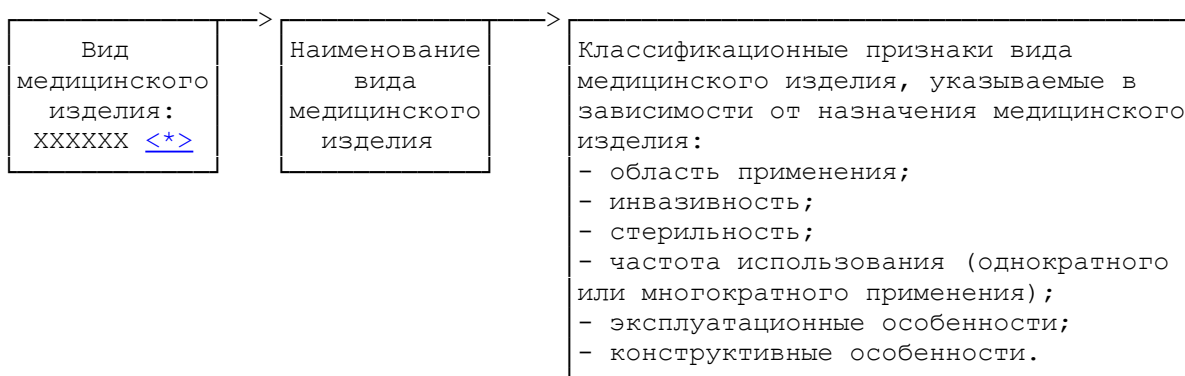 Вид
медицинского
изделия:
XXXXXX <*>
Наименование
вида
медицинского
изделия
Классификационные признаки вида
медицинского изделия, указываемые в
зависимости от назначения медицинского
изделия:
- область применения;
- инвазивность;
- стерильность;
- частота использования (однократного
или многократного применения);
- эксплуатационные особенности;
- конструктивные особенности.